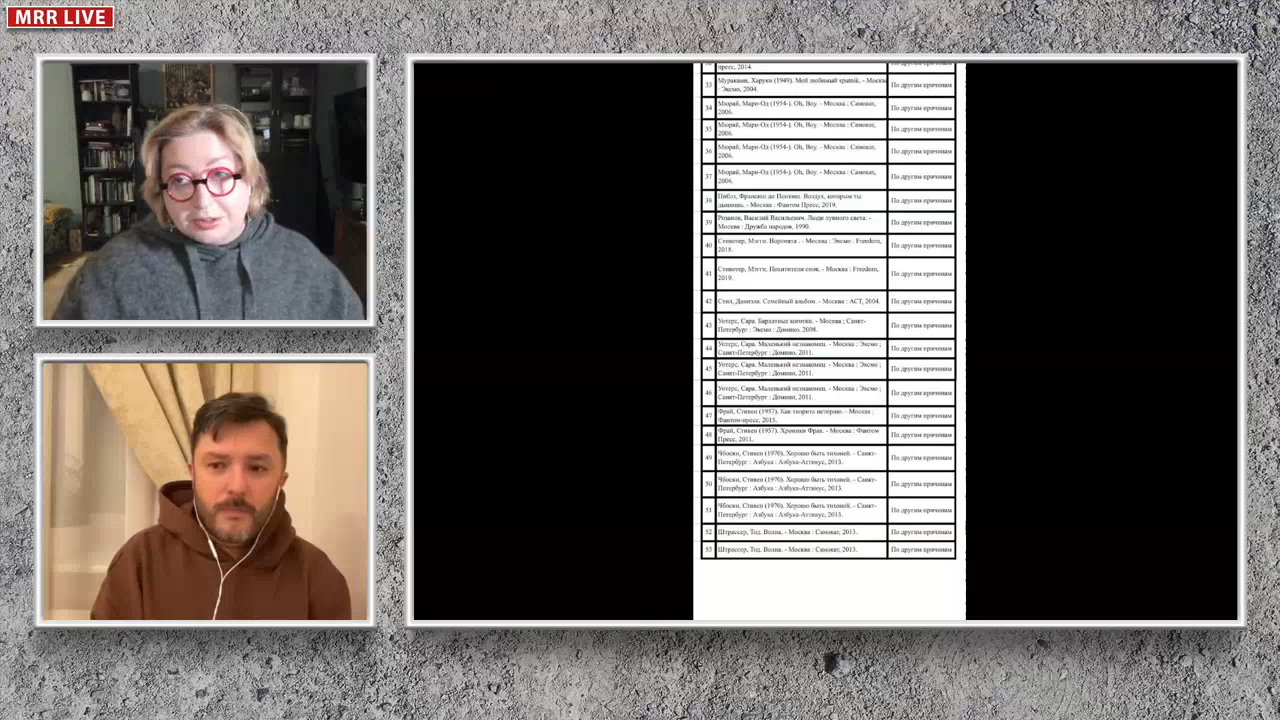 MRR LIVE
пресс, 2014.
33 Мураками, Харуки (1949). Мой любимый sputnik. - Москва По другим причинам
: Эксмо, 2004.
34 Мюрай, Мари-Од (1954-). Oh, Boy. - Москва : Самокат, По другим причинам
2006.
35 Мюрай, Мари-Од (1954-). Oh, Boy. - Москва : Самокат, По другим причинам
2006.
36 Мюрай, Мари-Од (1954-). Oh, Boy. - Москва : Самокат, По другим причинам
2006.
37 Мюрай, Мари-Од (1954-). Oh, Boy. - Москва : Самокат, По другим причинам
2006.
38 Пиблз, Франсиш де Понтиш. Воздух, которым ты По другим причинам
дышишь. - Москва : Фантом Пресс, 2019.
39 Розанов, Василий Васильевич. Люди лунного света. - По другим причинам
Москва : Дружба народов, 1990.
40 Стивотер, Мэгги. Воронята . - Москва : Эксмо : Freedom, По другим причинам
2018.
41 Стивотер, Мэгги. Похитители снов. - Москва : Freedom, По другим причинам
2019.
42 Стил, Даниэла. Семейный альбом. - Москва : АСТ, 2004. По другим причинам
43 Уотерс, Сара. Бархатные коготки. - Москва ; Санкт- По другим причинам
Петербург : Эксмо : Домино, 2008.
44 Уотерс, Сара. Маленький незнакомец. - Москва : Эксмо ; По другим причинам
Санкт-Петербург : Домино, 2011.
45 Уотерс, Сара. Маленький незнакомец. - Москва : Эксмо ; По другим причинам
Санкт-Петербург : Домино, 2011.
46 Уотерс, Сара. Маленький незнакомец. - Москва : Эксмо ; По другим причинам
Санкт-Петербург : Домино, 2011.
47 Фрай, Стивен (1957). Как творить историю. - Москва : По другим причинам
Фантом-пресс, 2015.
48 Фрай, Стивен (1957). Хроники Фрая. - Москва : Фантом По другим причинам
Пресс, 2011.
49 Чбоски, Стивен (1970). Хорошо быть тихоней. - Санкт- По другим причинам
Петербург : Азбука : Азбука-Аттикус, 2013.
50 Чбоски, Стивен (1970). Хорошо быть тихоней. - Санкт- По другим причинам
Петербург : Азбука : Азбука-Аттикус, 2013.
51 Чбоски, Стивен (1970). Хорошо быть тихоней. - Санкт- По другим причинам
Петербург : Азбука : Азбука-Аттикус, 2013.
52 Штрассер, Тод. Волна. - Москва : Самокат, 2013. По другим причинам
53 Штрассер, Тод. Волна. - Москва : Самокат, 2013. По другим причинам